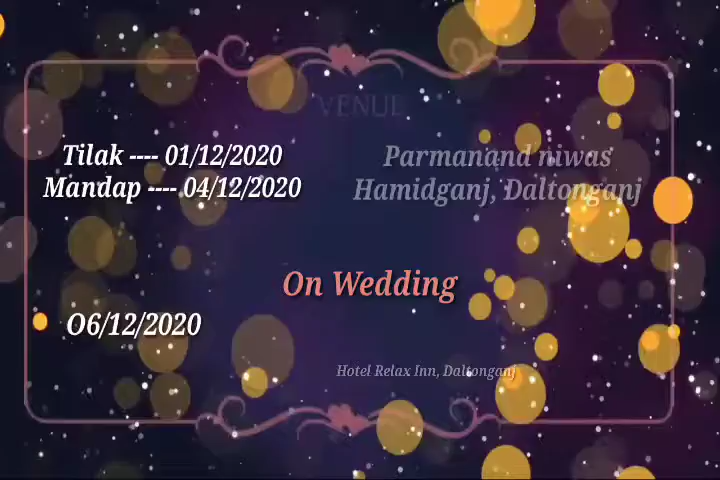 VENUE
Tilak ---- 01/12/2020
Parmanand niwas
Mandap ---- 04/12/2020
Hamidganj, Daltonganj
On Wedding
O6/12/2020
Hotel Relax Inn, Daltonganj